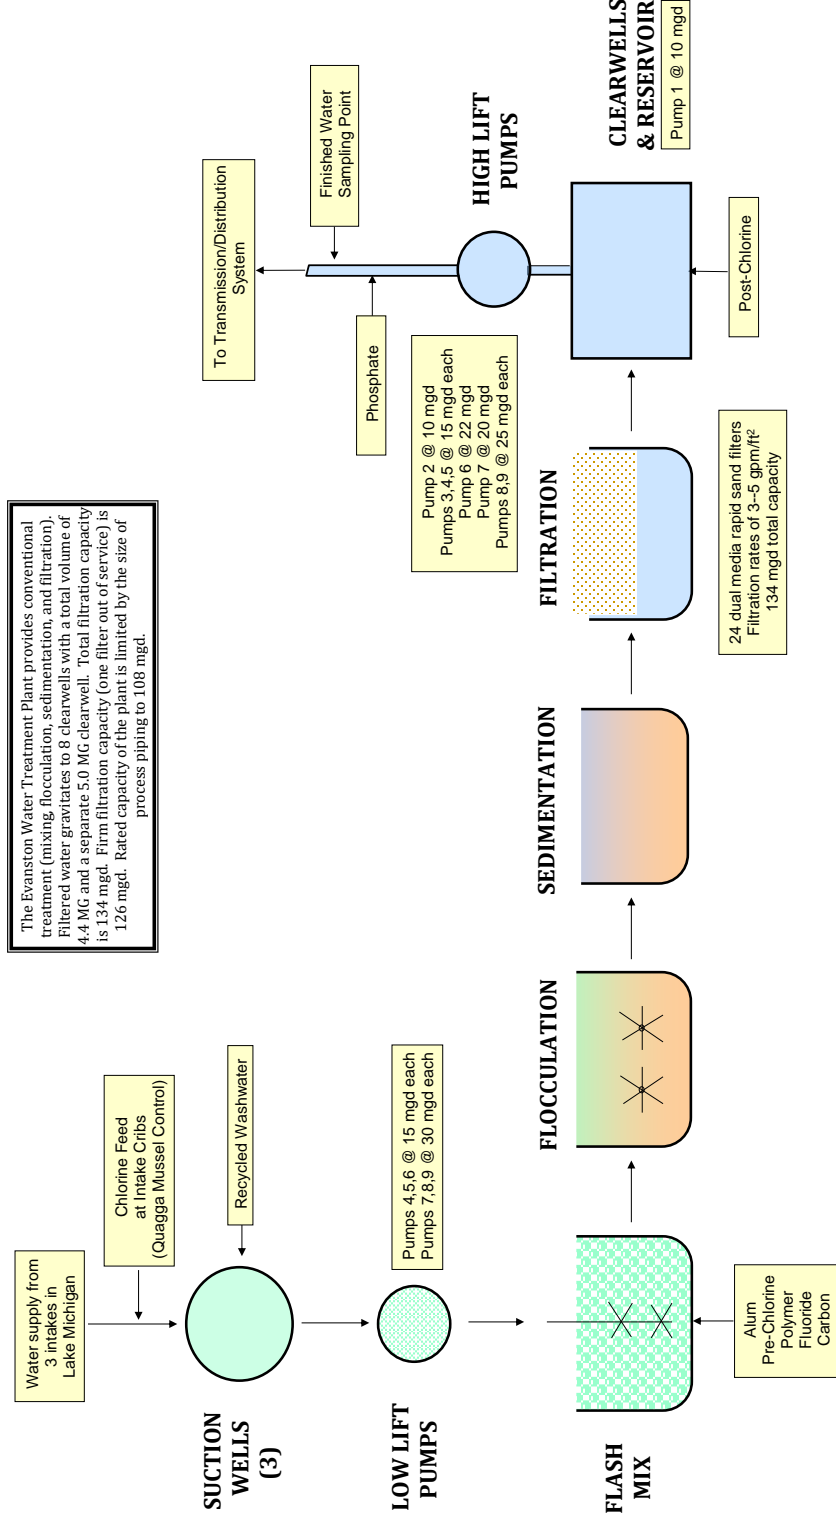 The Evanston Water Treatment Plant provides conventional
treatment (mixing, flocculation, sedimentation, and filtration).
Filtered water gravitates to 8 clearwells with a total volume of
4.4 MG and a separate 5.0 MG clearwell. Total filtration capacity
is 134 mgd. Firm filtration capacity (one filter out of service) is
126 mgd. Rated capacity of the plant is limited by the size of
process piping to 108 mgd.
Water supply from
3 intakes in
Lake Michigan
Chlorine Feed
at Intake Cribs
(Quagga Mussel Control)
SUCTION
WELLS
(3)
Recycled Washwater
LOW LIFT
PUMPS
Pumps 4,5,6 @ 15 mgd each
Pumps 7,8,9 @ 30 mgd each
FLASH
MIX
Alum
Pre-Chlorine
Polymer
Fluoride
Carbon
FLOCCULATION
SEDIMENTATION
FILTRATION
24 dual media rapid sand filters
Filtration rates of 3--5 gpm/ft²
134 mgd total capacity
CLEARWELLS
& RESERVOIR
Pump 1 @ 10 mgd
Post-Chlorine
HIGH LIFT
PUMPS
Pump 2 @ 10 mgd
Pumps 3,4,5 @ 15 mgd each
Pump 6 @ 22 mgd
Pump 7 @ 20 mgd
Pumps 8,9 @ 25 mgd each
Phosphate
Finished Water
Sampling Point
To Transmission/Distribution
System